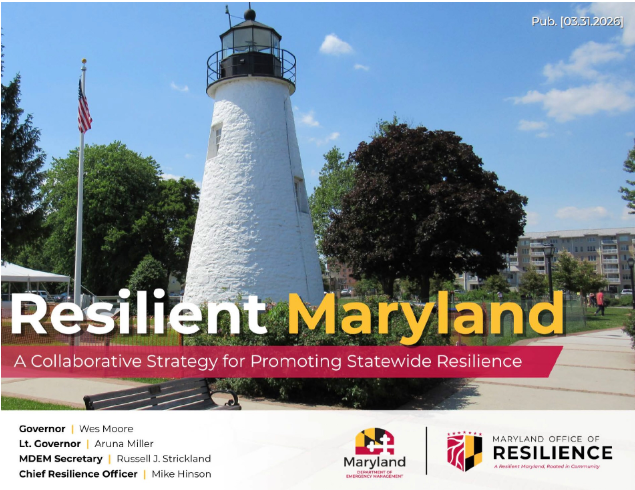 Pub. [03.31.2026]
Resilient Maryland
A Collaborative Strategy for Promoting Statewide Resilience
Governor | Wes Moore
Lt. Governor | Aruna Miller
MDEM Secretary | Russell J. Strickland
Chief Resilience Officer | Mike Hinson
Maryland
DEPARTMENT OF
EMERGENCY MANAGEMENT
MARYLAND OFFICE OF
RESILIENCE
A Resilient Maryland, Rooted in Community